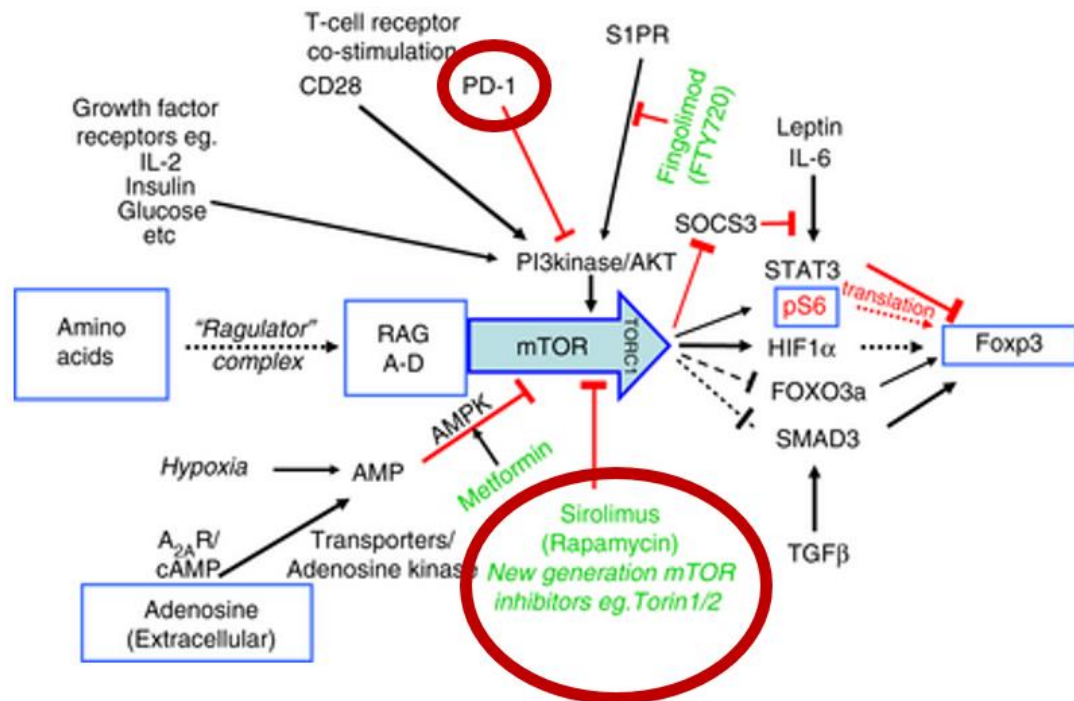 T-cell receptor
co-stimulation
CD28
PD-1
S1PR
Fingolimod
(FTY720)
Growth factor
receptors eg.
IL-2
Insulin
Glucose
etc
Leptin
IL-6
SOCS3
PI3kinase/AKT
STAT3
pS6
translation
Amino
acids
"Ragulator"
complex
RAG
A-D
mTOR
TORC1
HIF1α
Foxp3
FOXO3a
SMAD3
AMPK
Hypoxia
AMP
Metformin
A2AR/
cAMP
Transporters/
Adenosine kinase
Sirolimus
(Rapamycin)
New generation mTOR
inhibitors eg.Torin1/2
TGFβ
Adenosine
(Extracellular)